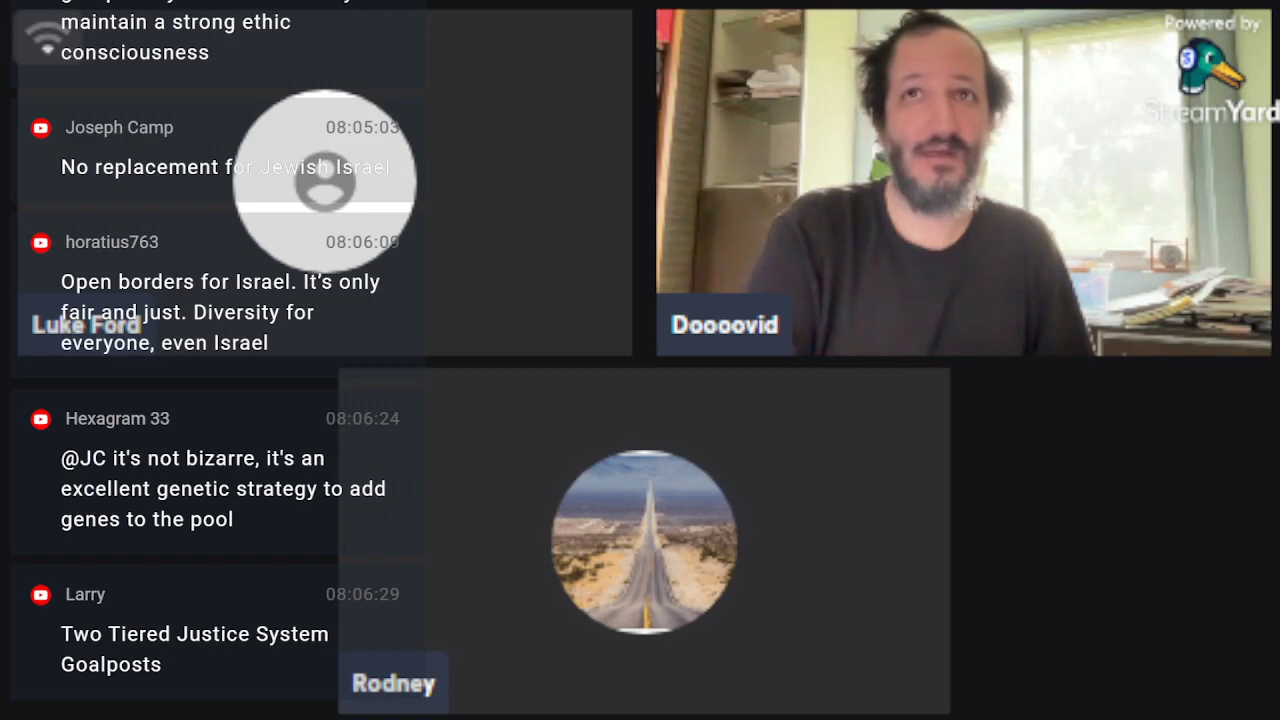 maintain a strong ethic
consciousness
Joseph Camp 08:05:03
No replacement for Jewish Israel
horatius763 08:06:09
Open borders for Israel. It's only
fair and just. Diversity for
everyone, even Israel
Luke Ford
Hexagram 33 08:06:24
@JC it's not bizarre, it's an
excellent genetic strategy to add
genes to the pool
Larry 08:06:29
Two Tiered Justice System
Goalposts
Powered by
StreamYard
Doooovid
Rodney